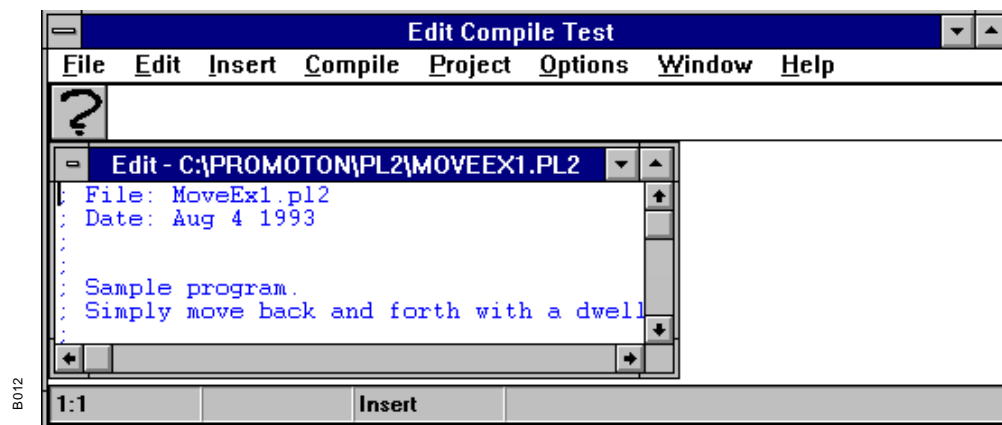 Edit Compile Test
File Edit Insert Compile Project Options Window Help
?
Edit - C:\PROMOTON\PL2\MOVEEX1.PL2
; File: MoveEx1.pl2
; Date: Aug 4 1993
;
;
; Sample program.
; Simply move back and forth with a dwell
;
1:1 Insert
B012